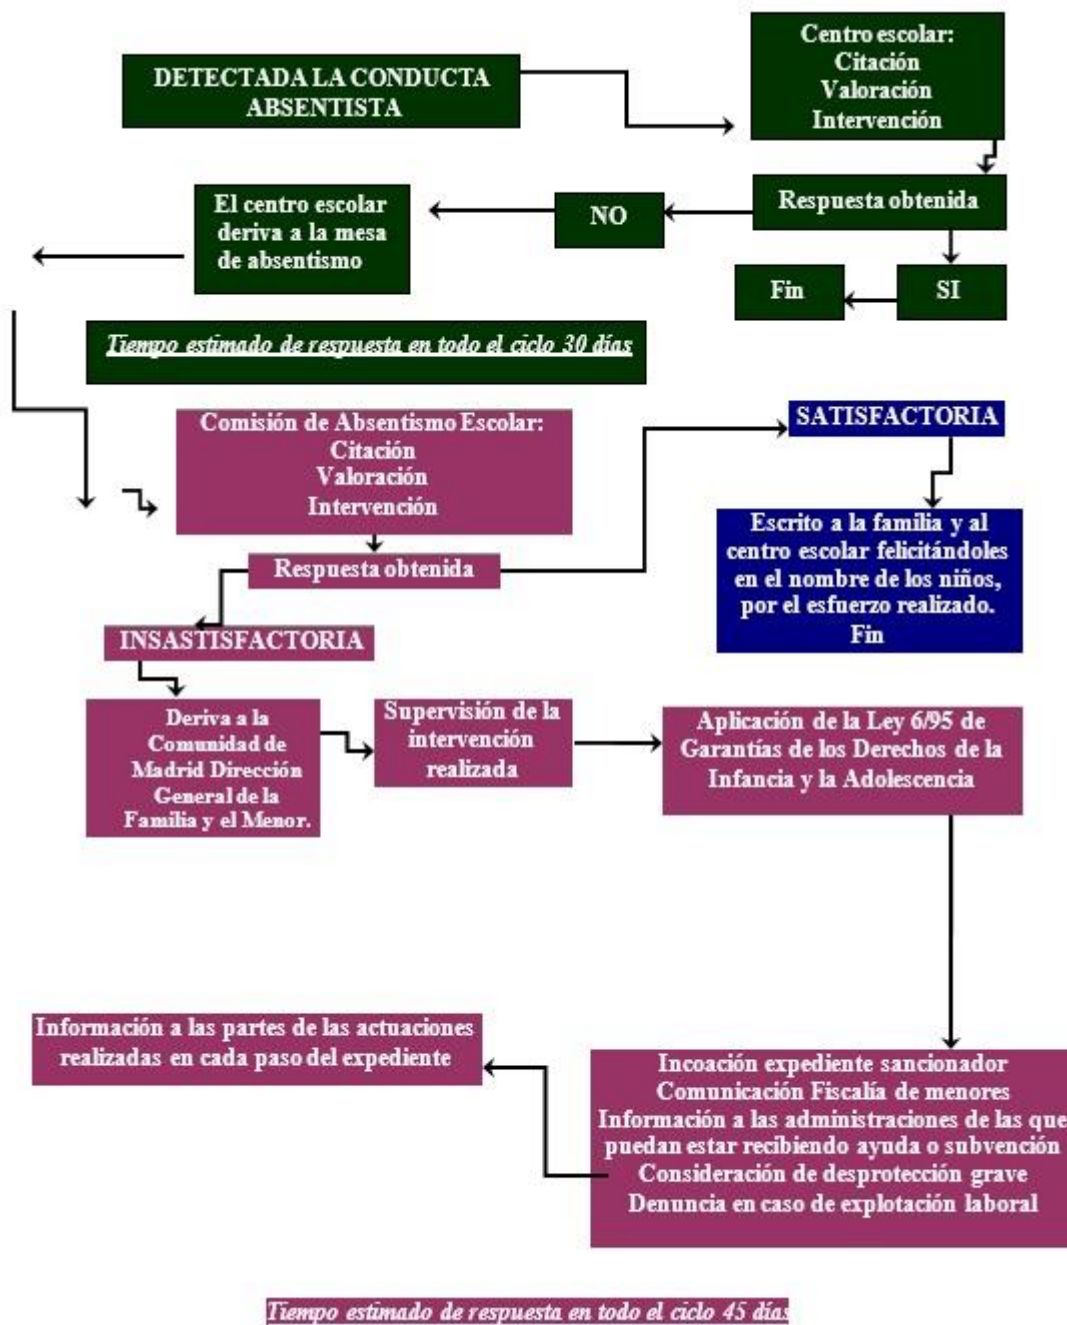 DETECTADA LA CONDUCTA
ABSENTISTA
Centro escolar:
Citación
Valoración
Intervención
Respuesta obtenida
NO
El centro escolar
deriva a la mesa
de absentismo
SI
Fin
Tiempo estimado de respuesta en todo el ciclo 30 días
Comisión de Absentismo Escolar:
Citación
Valoración
Intervención
Respuesta obtenida
SATISFACTORIA
Escrito a la familia y al
centro escolar felicitándoles
en el nombre de los niños,
por el esfuerzo realizado.
Fin
INSASTISFACTORIA
Deriva a la
Comunidad de
Madrid Dirección
General de la
Familia y el Menor.
Supervisión de la
intervención
realizada
Aplicación de la Ley 6/95 de
Garantías de los Derechos de la
Infancia y la Adolescencia
Incoación expediente sancionador
Comunicación Fiscalía de menores
Información a las administraciones de las que
puedan estar recibiendo ayuda o subvención
Consideración de desprotección grave
Denuncia en caso de explotación laboral
Información a las partes de las actuaciones
realizadas en cada paso del expediente
Tiempo estimado de respuesta en todo el ciclo 45 días